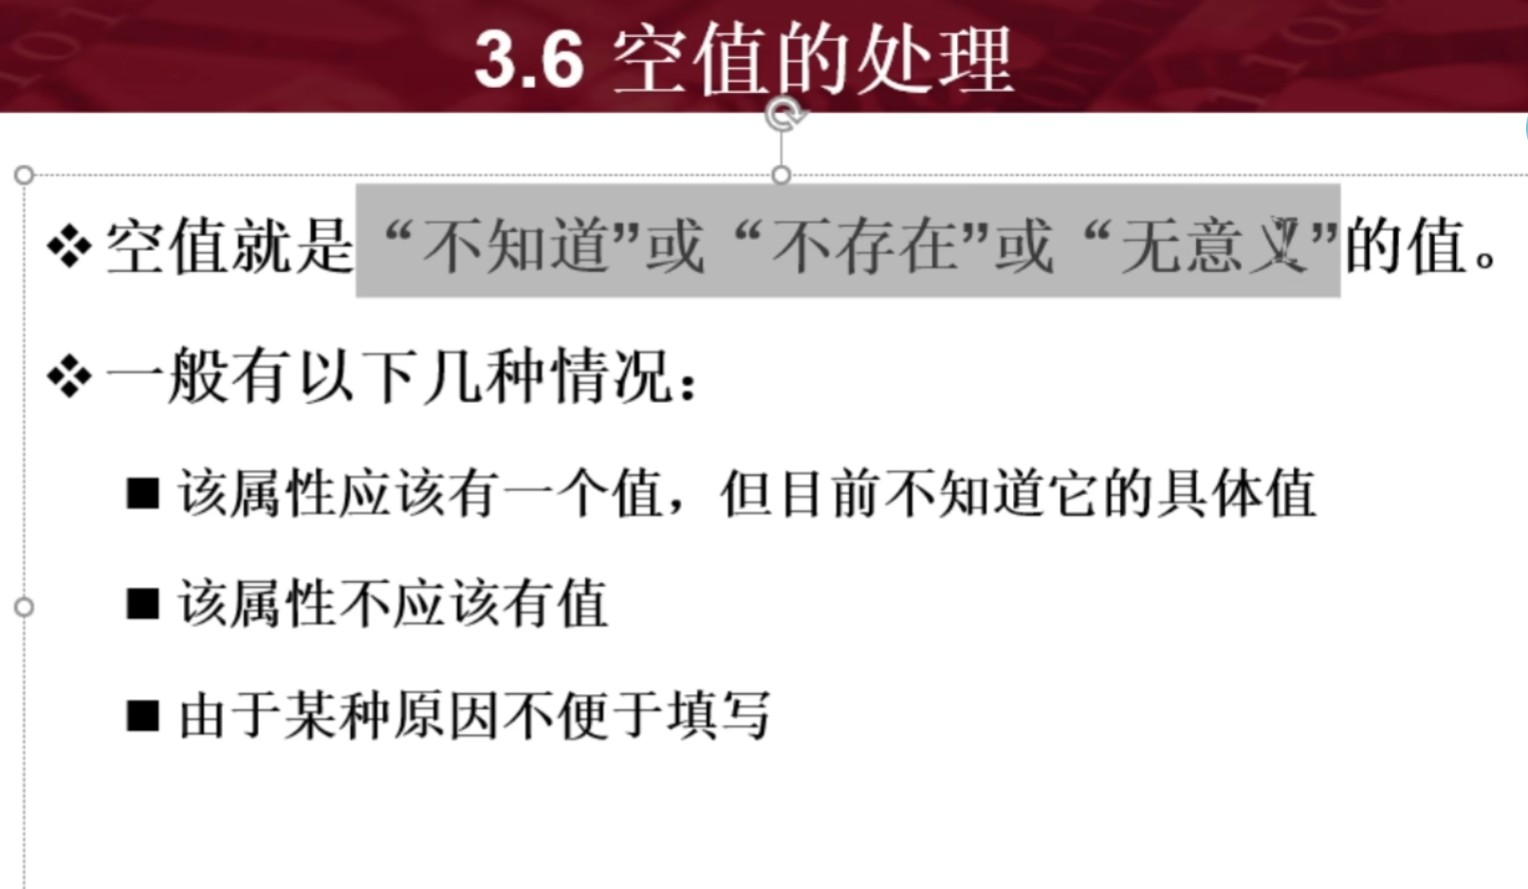 3.6 空值的处理
❖空值就是“不知道”或“不存在”或“无意义”的值。
❖一般有以下几种情况：
■ 该属性应该有一个值，但目前不知道它的具体值
■ 该属性不应该有值
■ 由于某种原因不便于填写